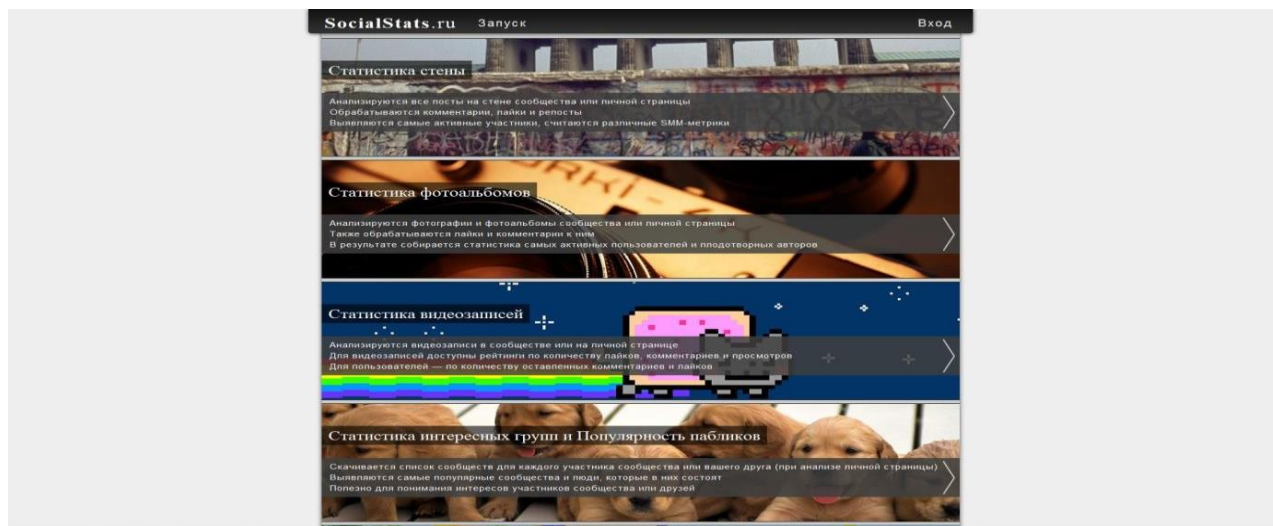 SocialStats.ru Запуск Вход
Статистика стены
Анализируются все посты на стене сообщества или личной страницы
Обрабатываются комментарии, лайки и репосты
Выявляются самые активные участники, считаются различные SMM-метрики
Статистика фотоальбомов
Анализируются фотографии и фотоальбомы сообщества или личной страницы
Также обрабатываются лайки и комментарии к ним
В результате собирается статистика самых активных пользователей и плодотворных авторов
Статистика видеозаписей
Анализируются видеозаписи в сообществе или на личной странице
Для видеозаписей доступны рейтинги по количеству лайков, комментариев и просмотров
Для пользователей — по количеству оставленных комментариев и лайков
Статистика интересных групп и Популярность пабликов
Скачивается список сообществ для каждого участника сообщества или вашего друга (при анализе личной страницы)
Выявляются самые популярные сообщества и люди, которые в них состоят
Полезно для понимания интересов участников сообщества или друзей